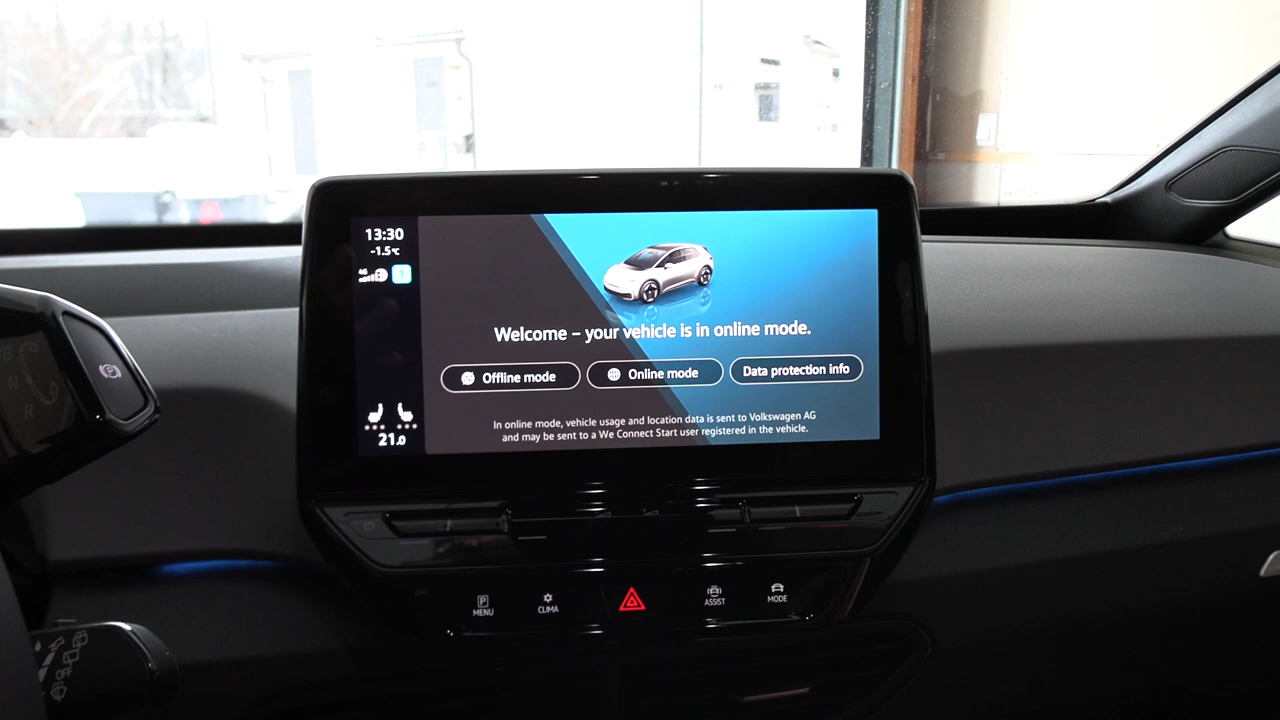 13:30
-1.5°C
4G
1
Welcome – your vehicle is in online mode.
Offline mode
Online mode
Data protection info
In online mode, vehicle usage and location data is sent to Volkswagen AG
and may be sent to a We Connect Start user registered in the vehicle.
21.0
B
N
R
P
P
MENU
CLIMA
ASSIST
MODE